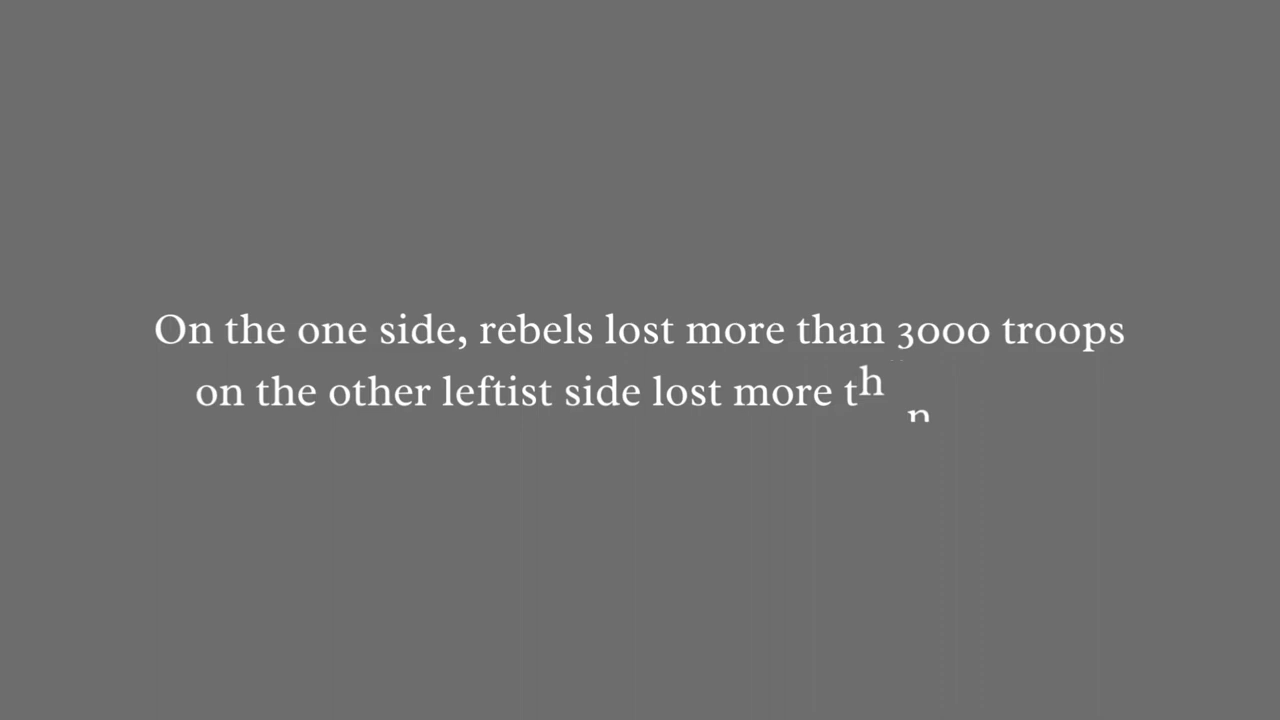 On the one side, rebels lost more than 3000 troops
on the other leftist side lost more